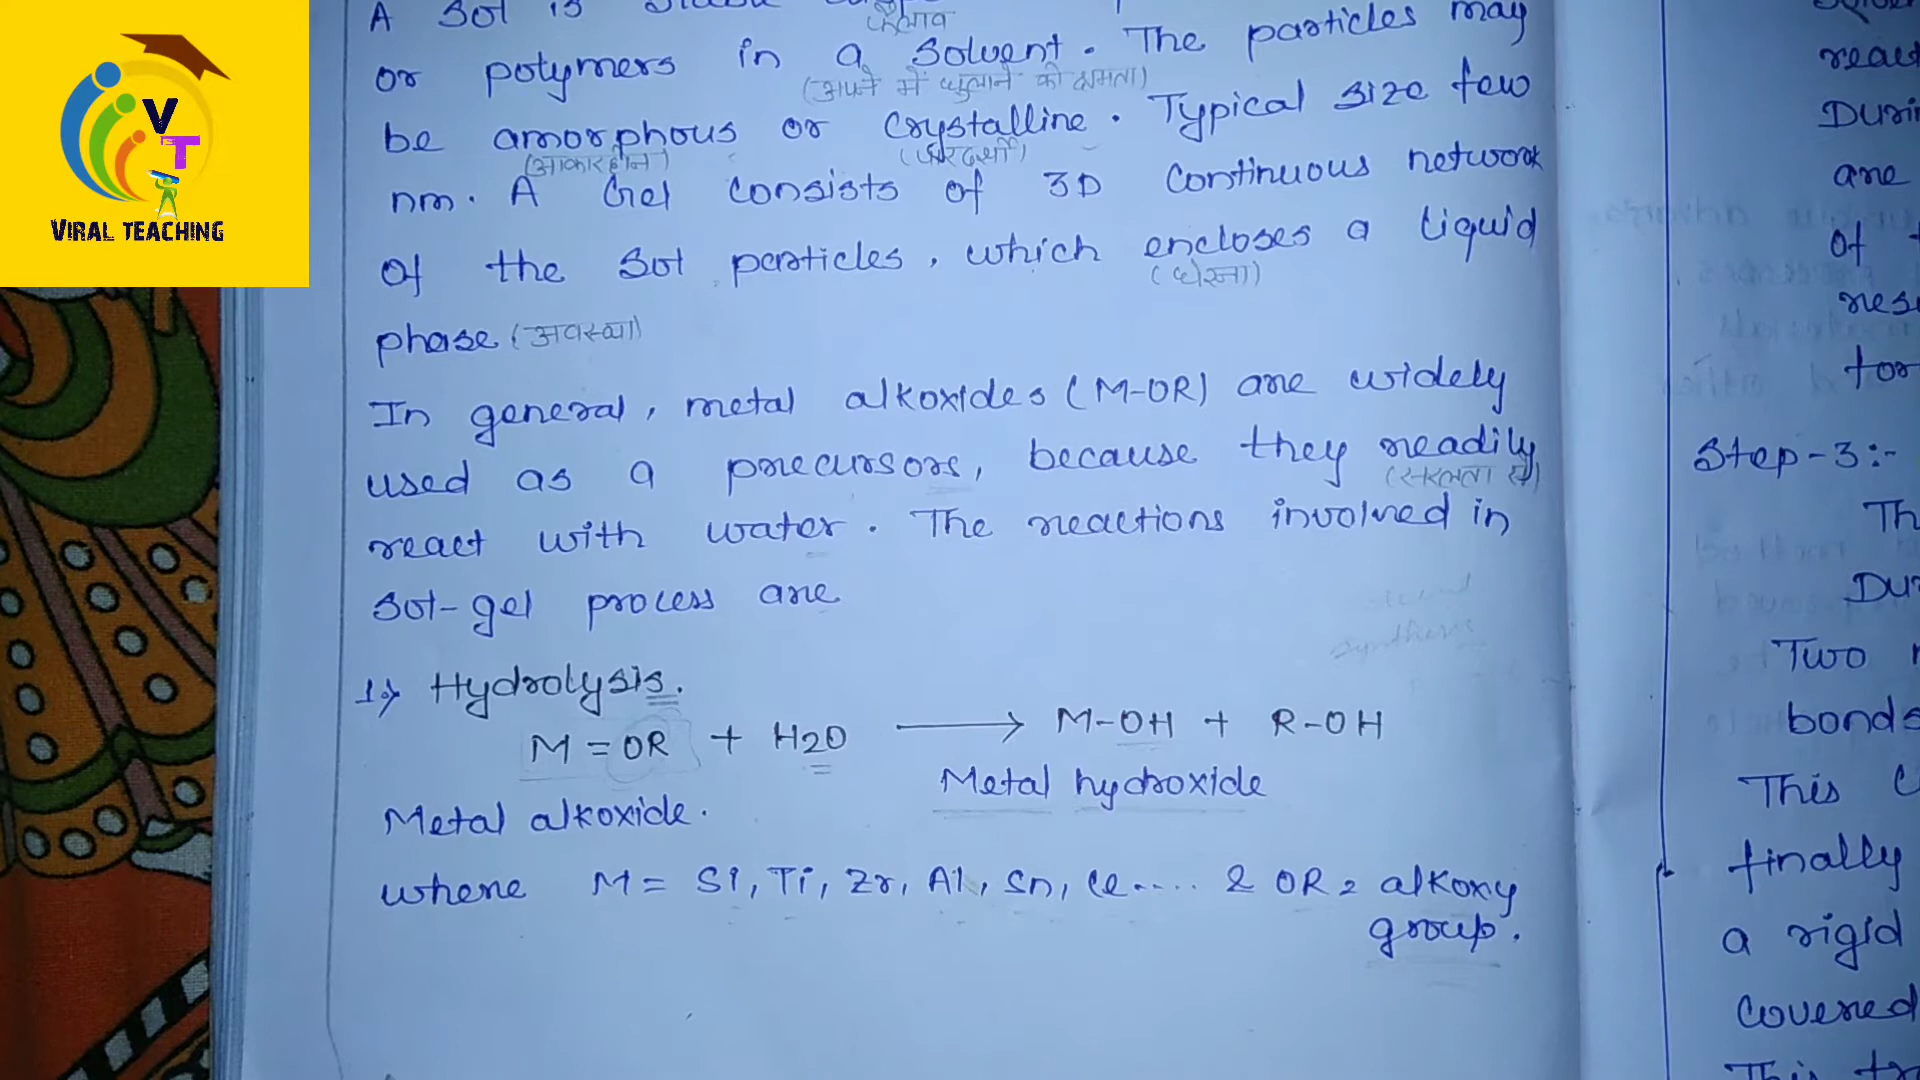 VT
VIRAL TEACHING
A Sol is
or polymers in a solvent. The particles may
(अपने में घुलाने की क्षमता)
be amorphous or crystalline. Typical size few
(आकारहीन) (पारदर्शी)
nm. A Gel consists of 3D continuous network
of the sol particles, which encloses a liquid
(घेरना)
phase (अवस्था)
In general, metal alkoxides (M-OR) are widely
used as a precursors, because they readily
(सरलता से)
react with water. The reactions involved in
sol-gel process are
1.) Hydrolysis.
M=OR + H2O → M-OH + R-OH
Metal hydroxide
Metal alkoxide.
where M = Si, Ti, Zr, Al, Sn, Ce..... & OR = alkoxy
group.
react
are
of
Step-3:-
Th
Two
bonds
This
finally
a rigid
covered
This